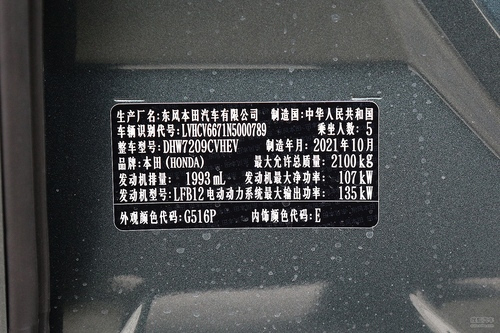 生产厂名:东风本田汽车有限公司 制造国:中华人民共和国
车辆识别代号:LVHCV6671N5000789 乘坐人数:5
整车型号:DHW7209CVHEV 制造年月:2021年10月
品牌:本田(HONDA) 最大允许总质量:2100kg
发动机排量:1993mL 发动机最大净功率:107kW
发动机型号:LFB12 电动动力系统最大输出功率:135kW
外观颜色代码:G516P 内饰颜色代码:E